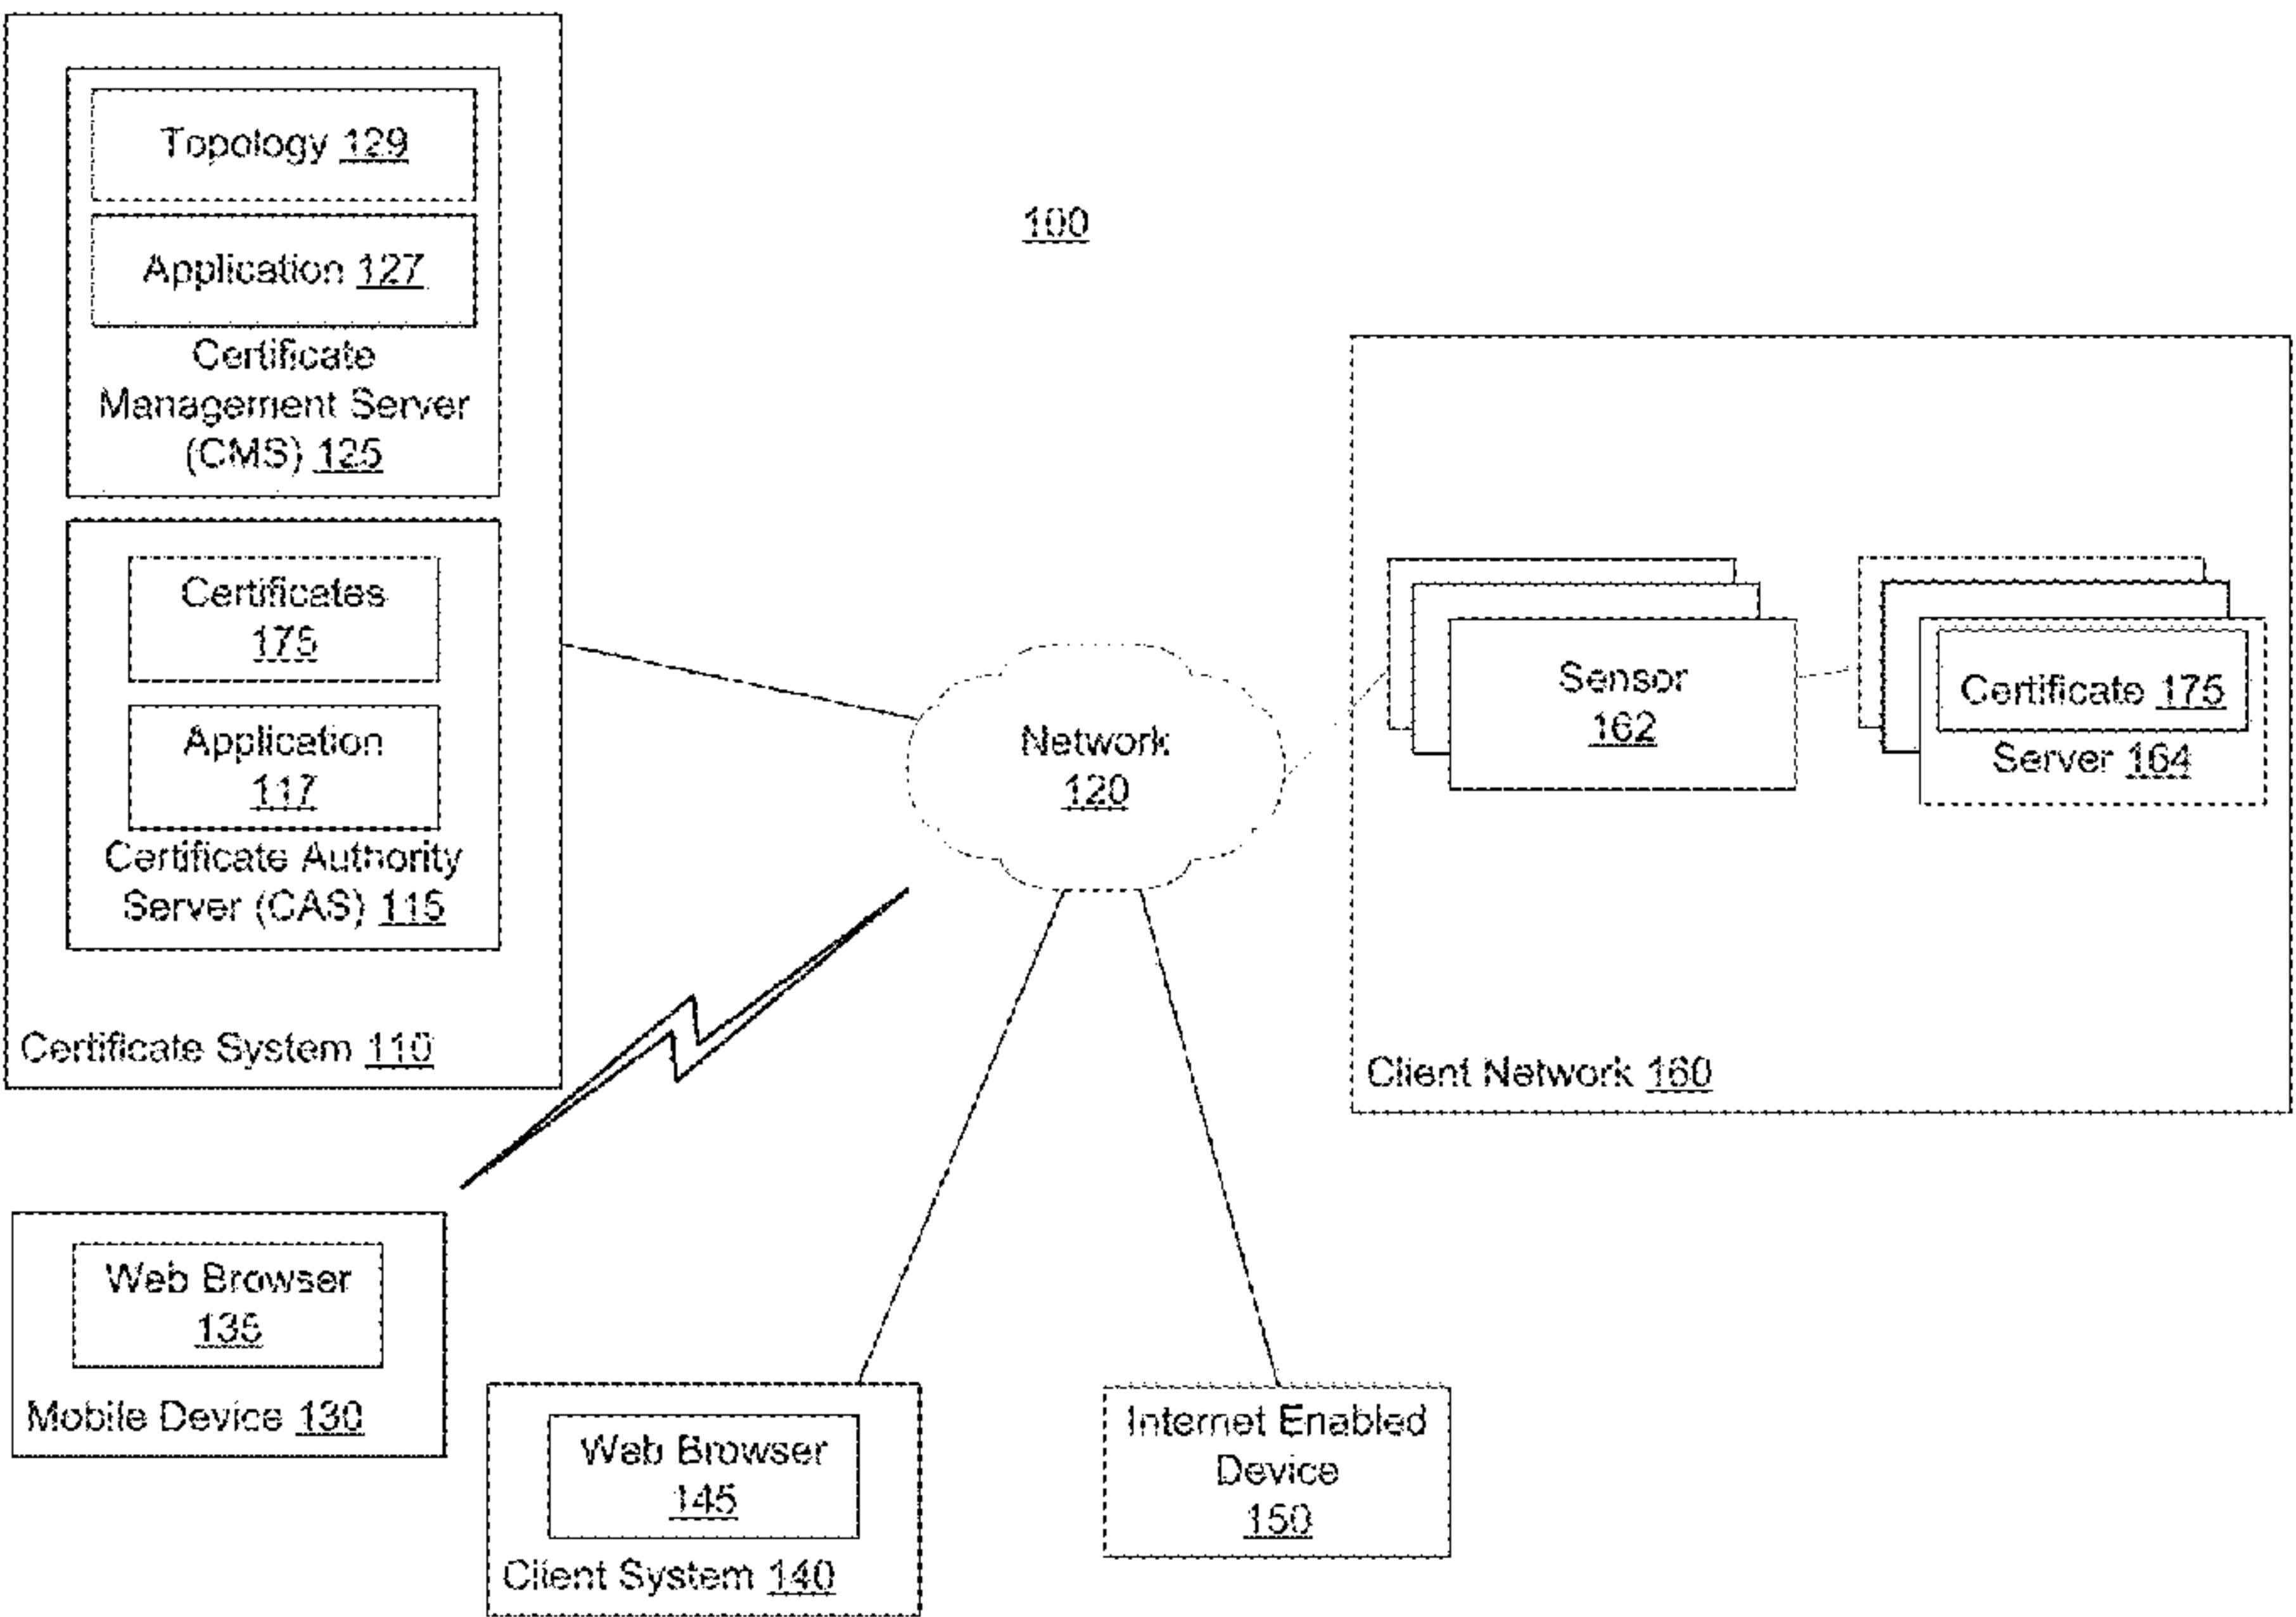 Topology 129
Application 127
Certificate
Management Server
(CMS) 125
Certificates
175
Application
117
Certificate Authority
Server (CAS) 115
Certificate System 110
100
Network
120
Sensor
162
Certificate 175
Server 164
Client Network 160
Web Browser
135
Mobile Device 130
Web Browser
145
Client System 140
Internet Enabled
Device
150